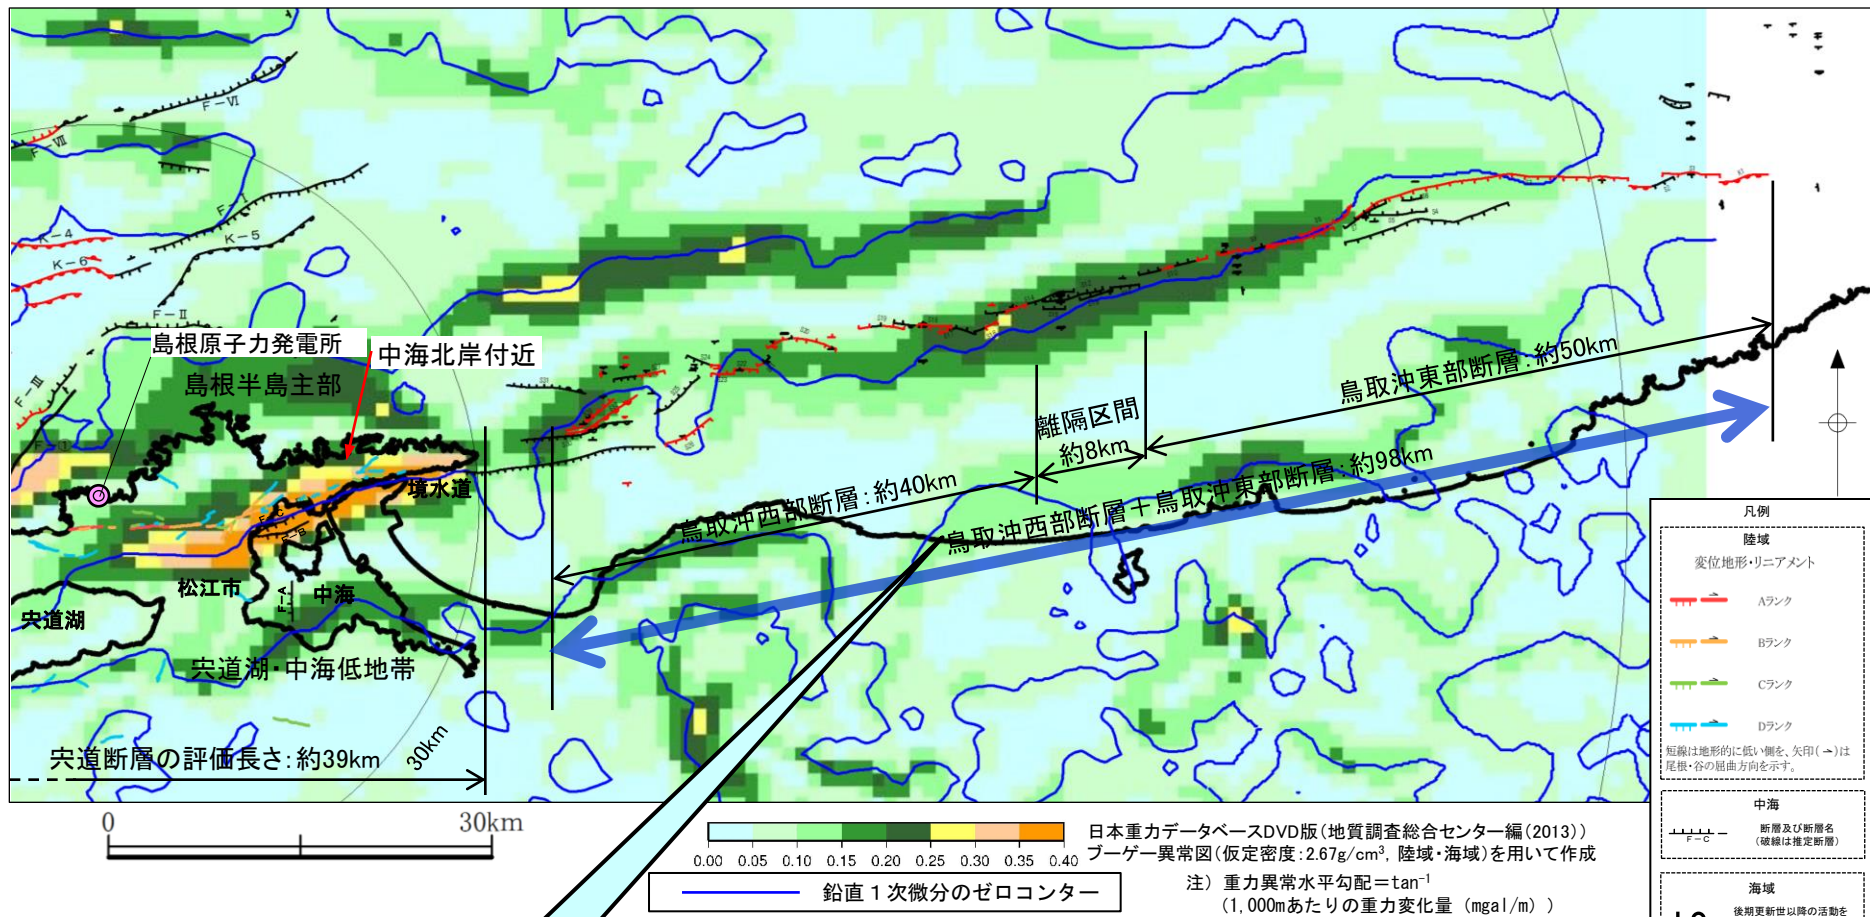 F-Ⅵ
F-Ⅶ
F-1
K-4
K-5
K-6
F-Ⅱ
島根原子力発電所
中海北岸付近
島根半島主部
F-Ⅲ
境水道
F-C
F-B
F-A
松江市
中海
宍道湖
宍道湖・中海低地帯
宍道断層の評価長さ：約39km
30km
鳥取沖東部断層：約50km
離隔区間
約8km
鳥取沖西部断層：約40km
鳥取沖西部断層＋鳥取沖東部断層：約98km
0
30km
0.00 0.05 0.10 0.15 0.20 0.25 0.30 0.35 0.40
鉛直１次微分のゼロコンター
日本重力データベースDVD版（地質調査総合センター編（2013））
ブーゲー異常図（仮定密度：2.67g/cm³, 陸域・海域）を用いて作成
注） 重力異常水平勾配＝tan⁻¹
（1,000mあたりの重力変化量 (mgal/m) ）
凡例
陸域
変位地形・リニアメント
Aランク
Bランク
Cランク
Dランク
短線は地形的に低い側を、矢印(→)は
尾根・谷の屈曲方向を示す。
中海
F-C
断層及び断層名
（破線は推定断層）
海域
後期更新世以降の活動を